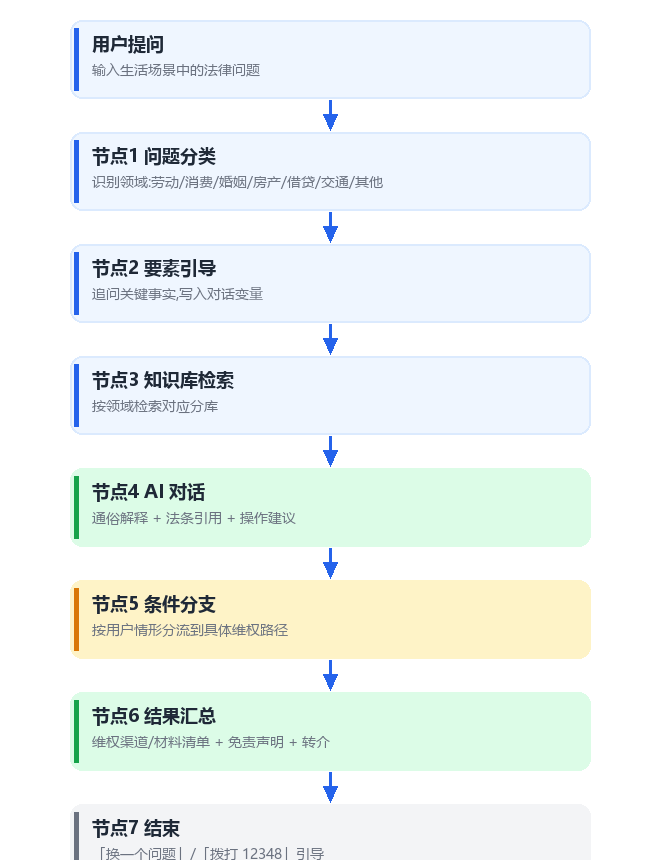 用户提问
输入生活场景中的法律问题
节点1 问题分类
识别领域:劳动/消费/婚姻/房产/借贷/交通/其他
节点2 要素引导
追问关键事实,写入对话变量
节点3 知识库检索
按领域检索对应分库
节点4 AI 对话
通俗解释 + 法条引用 + 操作建议
节点5 条件分支
按用户情形分流到具体维权路径
节点6 结果汇总
维权渠道/材料清单 + 免责声明 + 转介
节点7 结束
「换一个问题」/「拨打 12348」引导